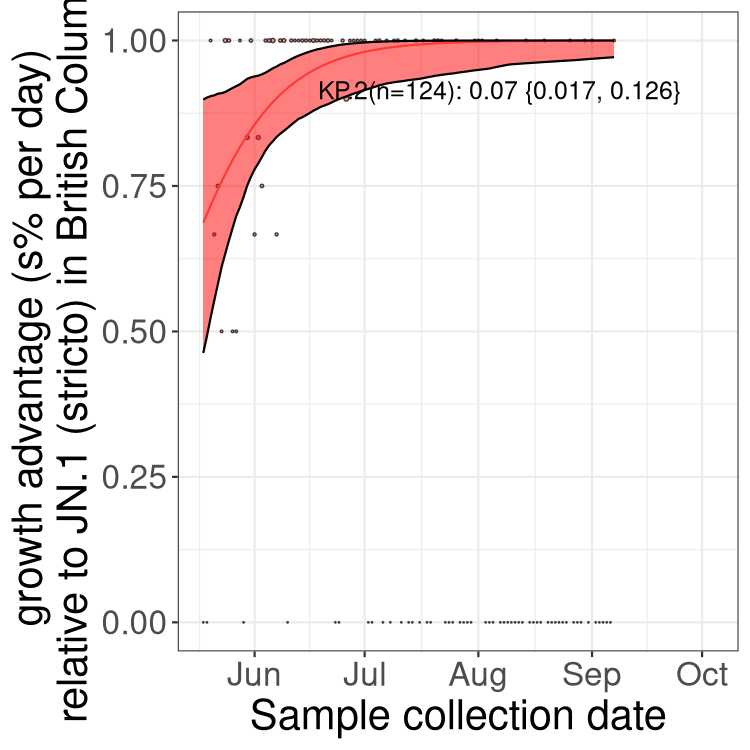 growth advantage (s% per day)
relative to JN.1 (stricto) in British Colum
1.00
0.75
0.50
0.25
0.00
KP.2(n=124): 0.07 {0.017, 0.126}
Jun Jul Aug Sep Oct
Sample collection date